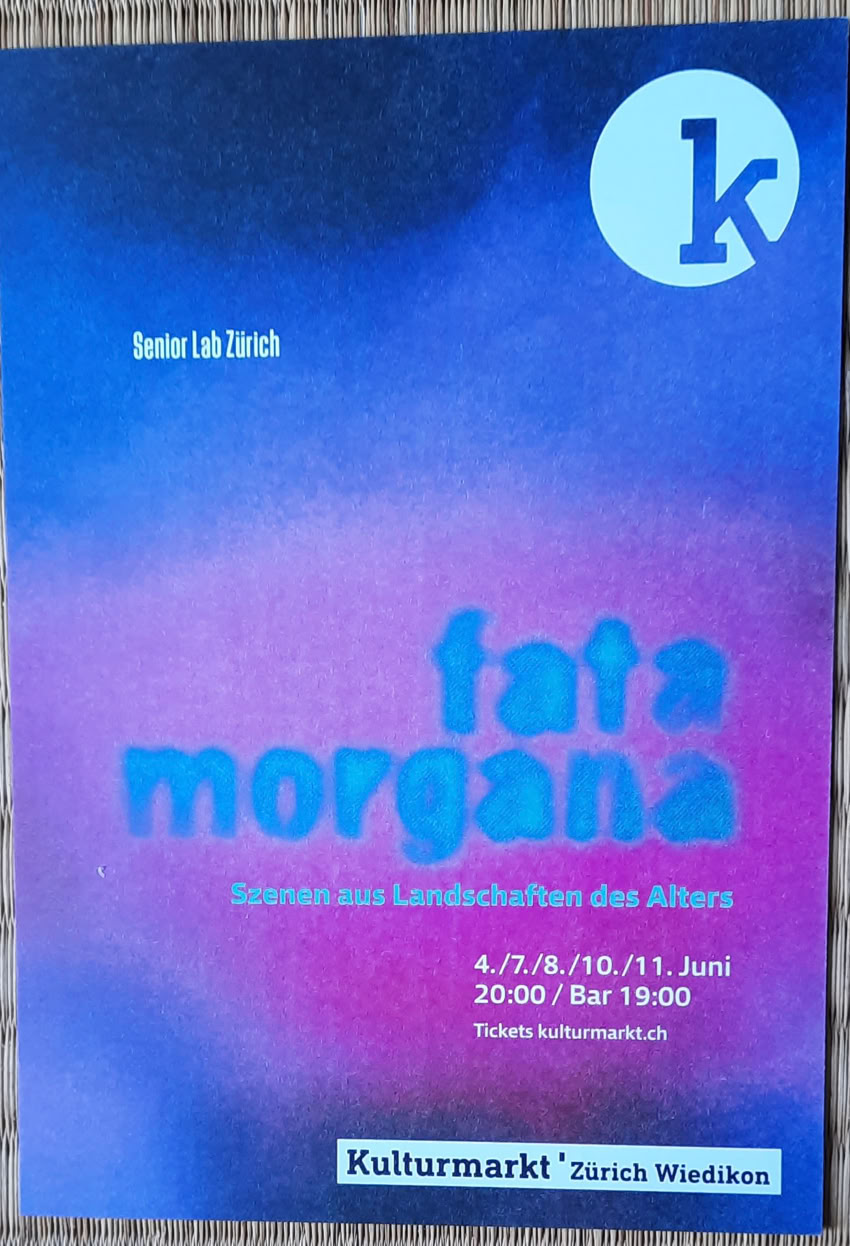 k
Senior Lab Zürich
fata
morgana
Szenen aus Landschaften des Alters
4./7./8./10./11. Juni
20:00 / Bar 19:00
Tickets kulturmarkt.ch
Kulturmarkt ' Zürich Wiedikon